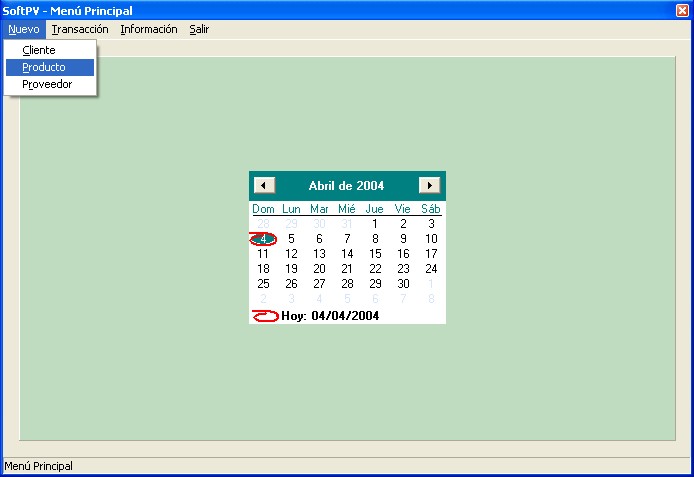 SoftPV - Menú Principal
Nuevo Transacción Información Salir
Cliente
Producto
Proveedor
Abril de 2004
Dom Lun Mar Mié Jue Vie Sáb
28 29 30 31 1 2 3
4 5 6 7 8 9 10
11 12 13 14 15 16 17
18 19 20 21 22 23 24
25 26 27 28 29 30 1
2 3 4 5 6 7 8
Hoy: 04/04/2004
Menú Principal